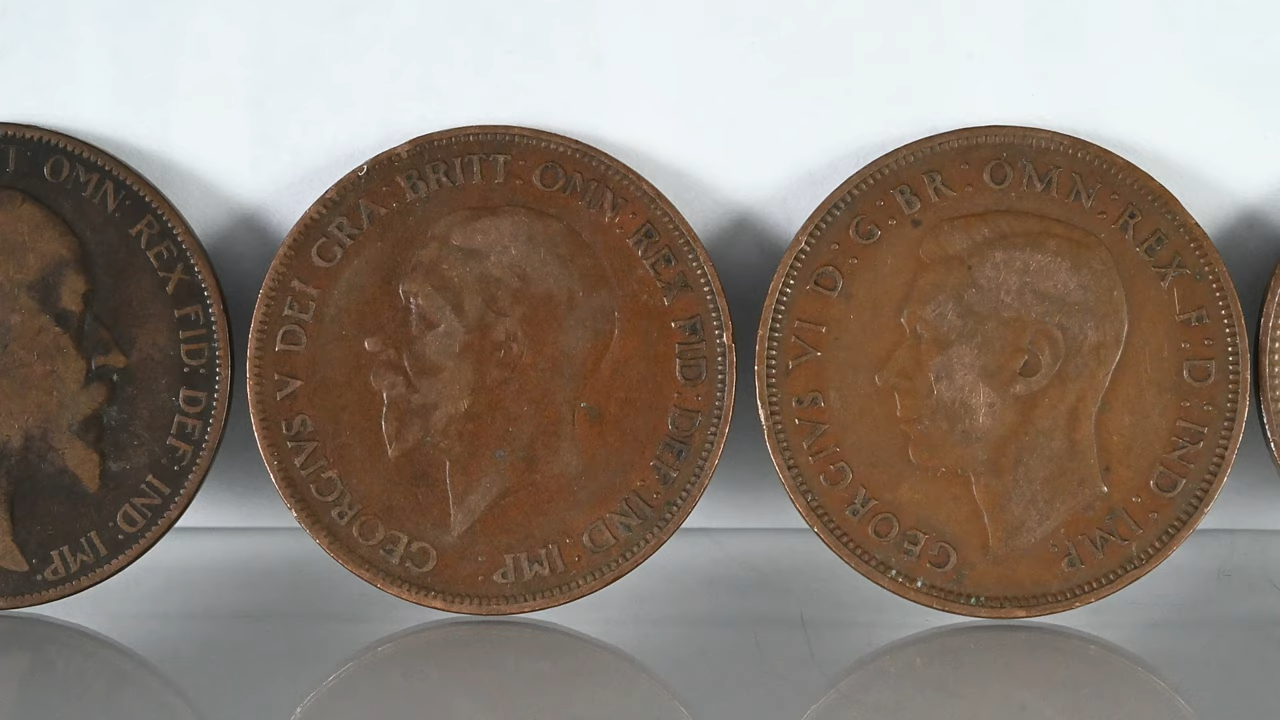 T OMN: REX FID: DEF: IND: IMP:
GEORGIVS V DEI GRA: BRITT: OMN: REX FID: DEF: IND: IMP:
GEORGIVS VI D: G: BR: OMN: REX F: D: IND: IMP.